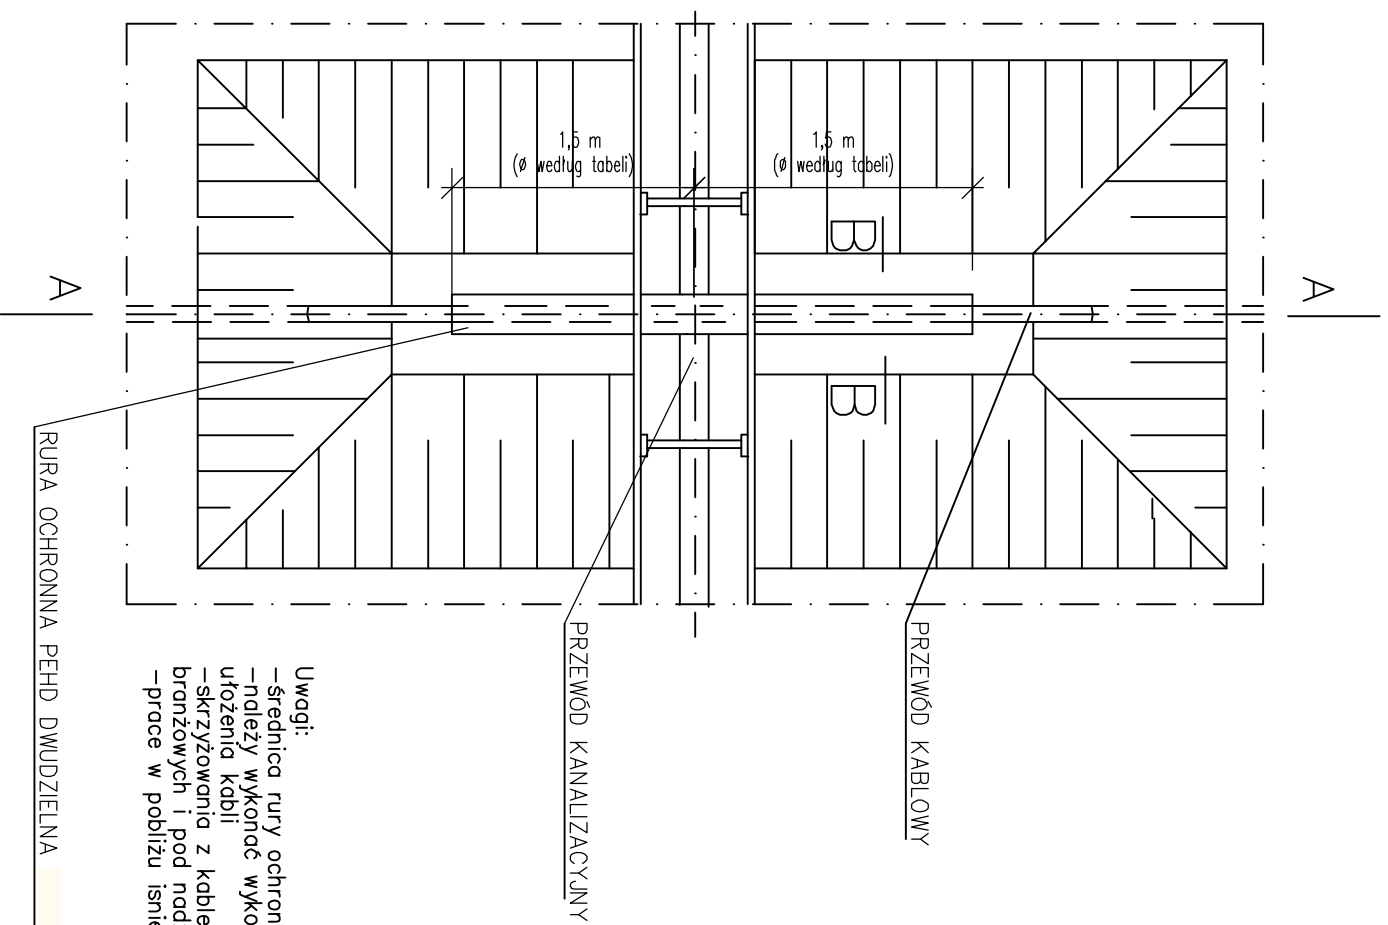 1,5 m
(ø według tabeli)
1,5 m
(ø według tabeli)
B
B
A
A
PRZEWÓD KABLOWY
PRZEWÓD KANALIZACYJNY
RURA OCHRONNA PEHD DWUDZIELNA
Uwagi:
-średnica rury ochron
-należy wykonać wyko
ułożenia kabli
-skrzyżowania z kable
branżowych i pod nad
-prace w pobliżu istnie